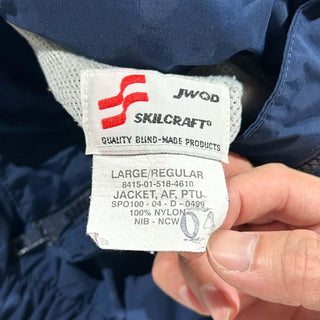 JWOD
SKILCRAFT®
QUALITY BLIND-MADE PRODUCTS
LARGE/REGULAR
8415-01-518-4610
JACKET, AF, PTU
SPO100 - 04 - D - 0499
100% NYLON
NIB - NCW
04